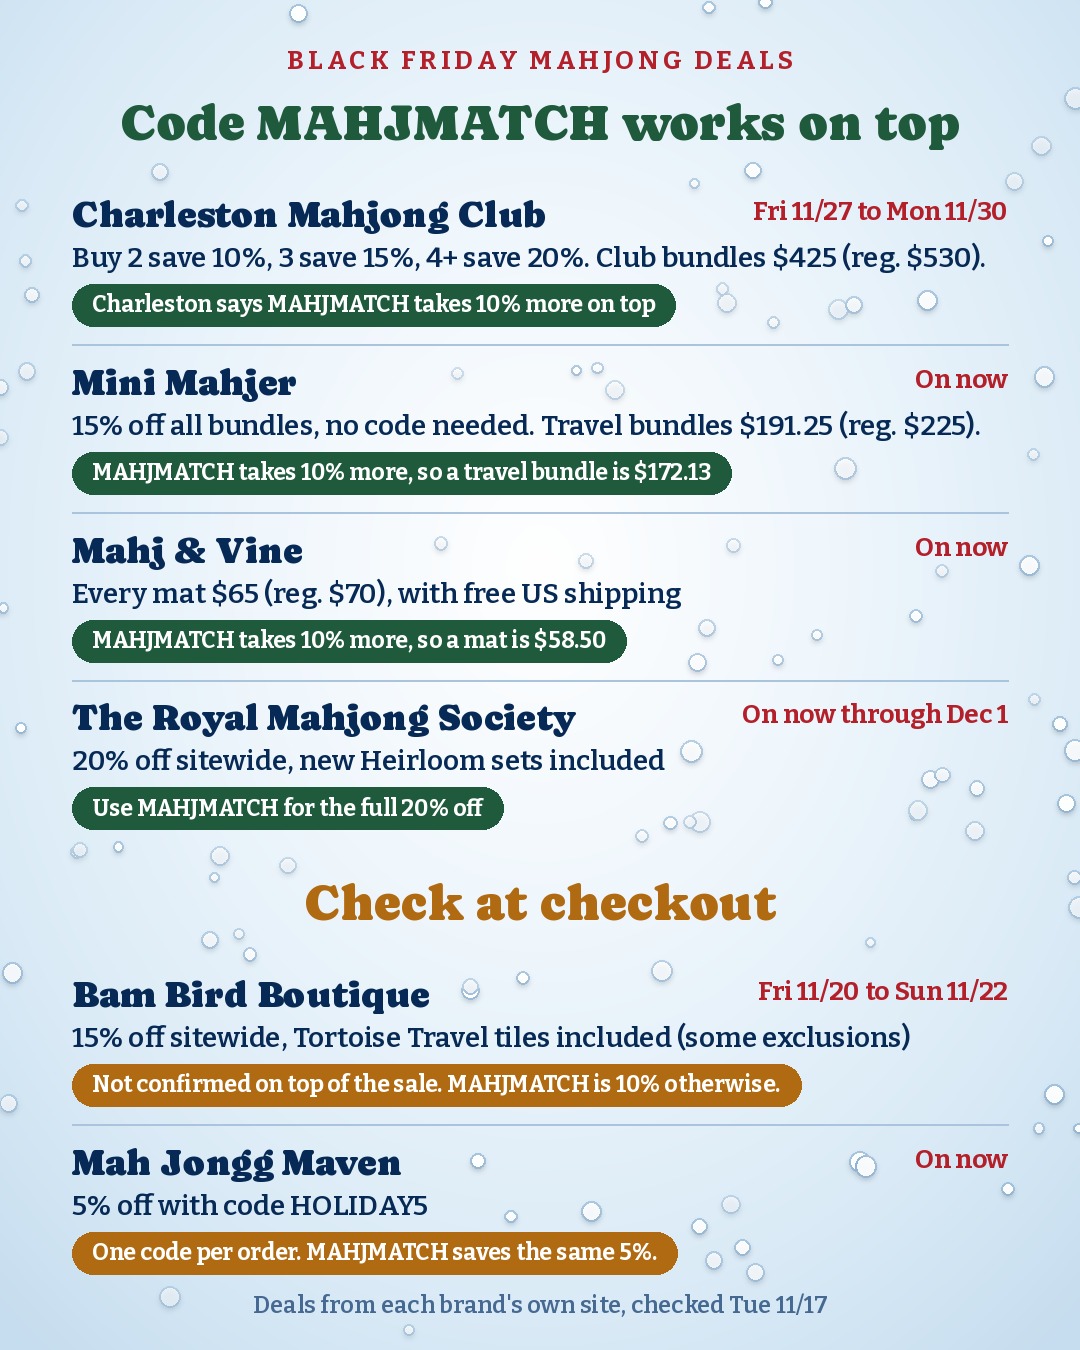 BLACK FRIDAY MAHJONG DEALS
Code MAHJMATCH works on top
Charleston Mahjong Club
Fri 11/27 to Mon 11/30
Buy 2 save 10%, 3 save 15%, 4+ save 20%. Club bundles $425 (reg. $530).
Charleston says MAHJMATCH takes 10% more on top
Mini Mahjer
On now
15% off all bundles, no code needed. Travel bundles $191.25 (reg. $225).
MAHJMATCH takes 10% more, so a travel bundle is $172.13
Mahj & Vine
On now
Every mat $65 (reg. $70), with free US shipping
MAHJMATCH takes 10% more, so a mat is $58.50
The Royal Mahjong Society
On now through Dec 1
20% off sitewide, new Heirloom sets included
Use MAHJMATCH for the full 20% off
Check at checkout
Bam Bird Boutique
Fri 11/20 to Sun 11/22
15% off sitewide, Tortoise Travel tiles included (some exclusions)
Not confirmed on top of the sale. MAHJMATCH is 10% otherwise.
Mah Jongg Maven
On now
5% off with code HOLIDAY5
One code per order. MAHJMATCH saves the same 5%.
Deals from each brand's own site, checked Tue 11/17